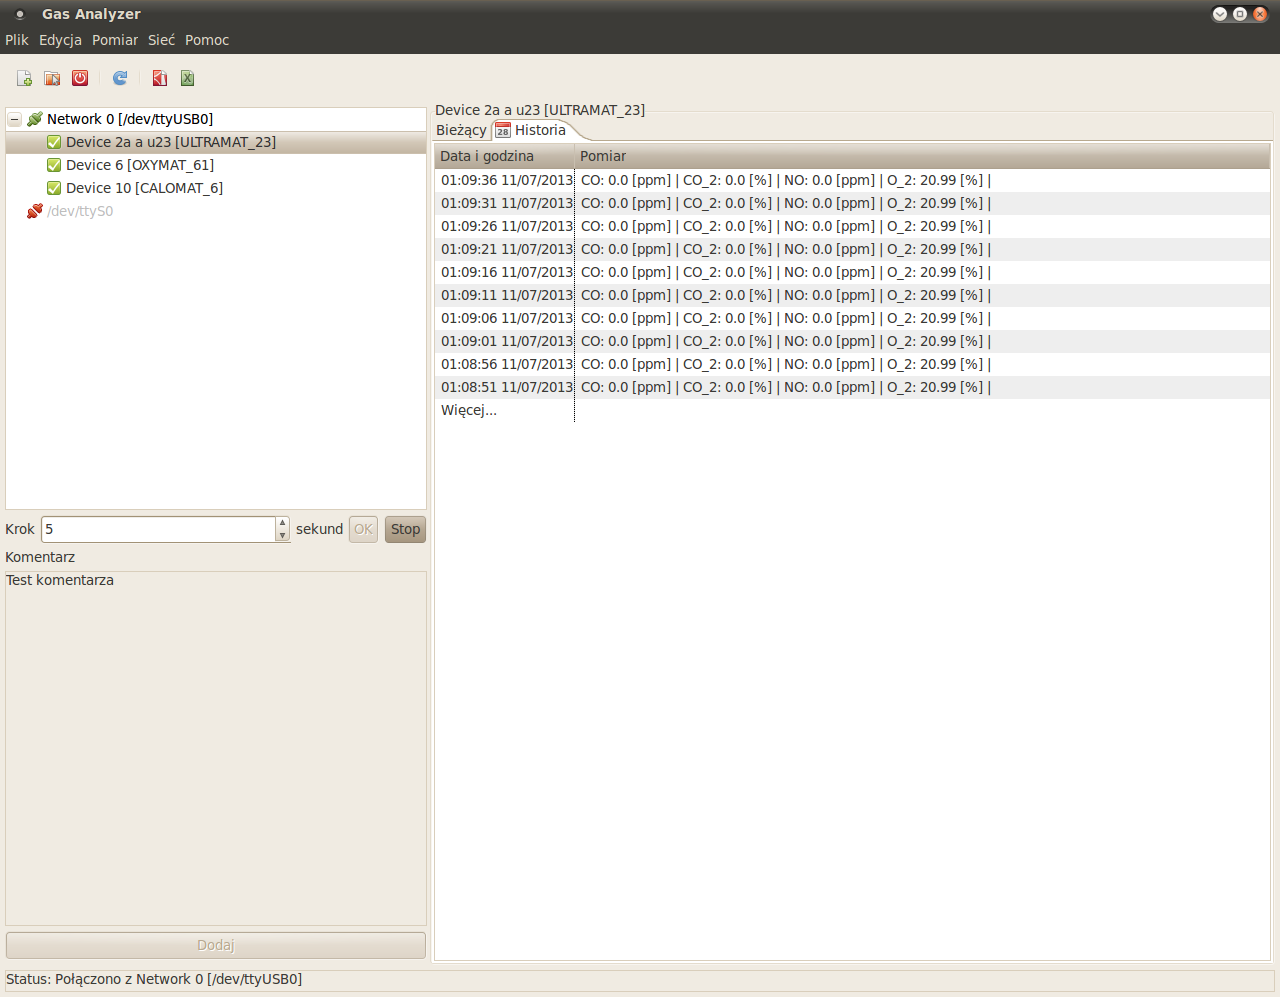 Gas Analyzer
Plik Edycja Pomiar Sieć Pomoc
Network 0 [/dev/ttyUSB0]
Device 2a a u23 [ULTRAMAT_23]
Device 6 [OXYMAT_61]
Device 10 [CALOMAT_6]
/dev/ttyS0
Krok 5 sekund OK Stop
Komentarz
Test komentarza
Dodaj
Device 2a a u23 [ULTRAMAT_23]
Bieżący 28 Historia
Data i godzina Pomiar
01:09:36 11/07/2013 CO: 0.0 [ppm] | CO_2: 0.0 [%] | NO: 0.0 [ppm] | O_2: 20.99 [%] |
01:09:31 11/07/2013 CO: 0.0 [ppm] | CO_2: 0.0 [%] | NO: 0.0 [ppm] | O_2: 20.99 [%] |
01:09:26 11/07/2013 CO: 0.0 [ppm] | CO_2: 0.0 [%] | NO: 0.0 [ppm] | O_2: 20.99 [%] |
01:09:21 11/07/2013 CO: 0.0 [ppm] | CO_2: 0.0 [%] | NO: 0.0 [ppm] | O_2: 20.99 [%] |
01:09:16 11/07/2013 CO: 0.0 [ppm] | CO_2: 0.0 [%] | NO: 0.0 [ppm] | O_2: 20.99 [%] |
01:09:11 11/07/2013 CO: 0.0 [ppm] | CO_2: 0.0 [%] | NO: 0.0 [ppm] | O_2: 20.99 [%] |
01:09:06 11/07/2013 CO: 0.0 [ppm] | CO_2: 0.0 [%] | NO: 0.0 [ppm] | O_2: 20.99 [%] |
01:09:01 11/07/2013 CO: 0.0 [ppm] | CO_2: 0.0 [%] | NO: 0.0 [ppm] | O_2: 20.99 [%] |
01:08:56 11/07/2013 CO: 0.0 [ppm] | CO_2: 0.0 [%] | NO: 0.0 [ppm] | O_2: 20.99 [%] |
01:08:51 11/07/2013 CO: 0.0 [ppm] | CO_2: 0.0 [%] | NO: 0.0 [ppm] | O_2: 20.99 [%] |
Więcej...
Status: Połączono z Network 0 [/dev/ttyUSB0]